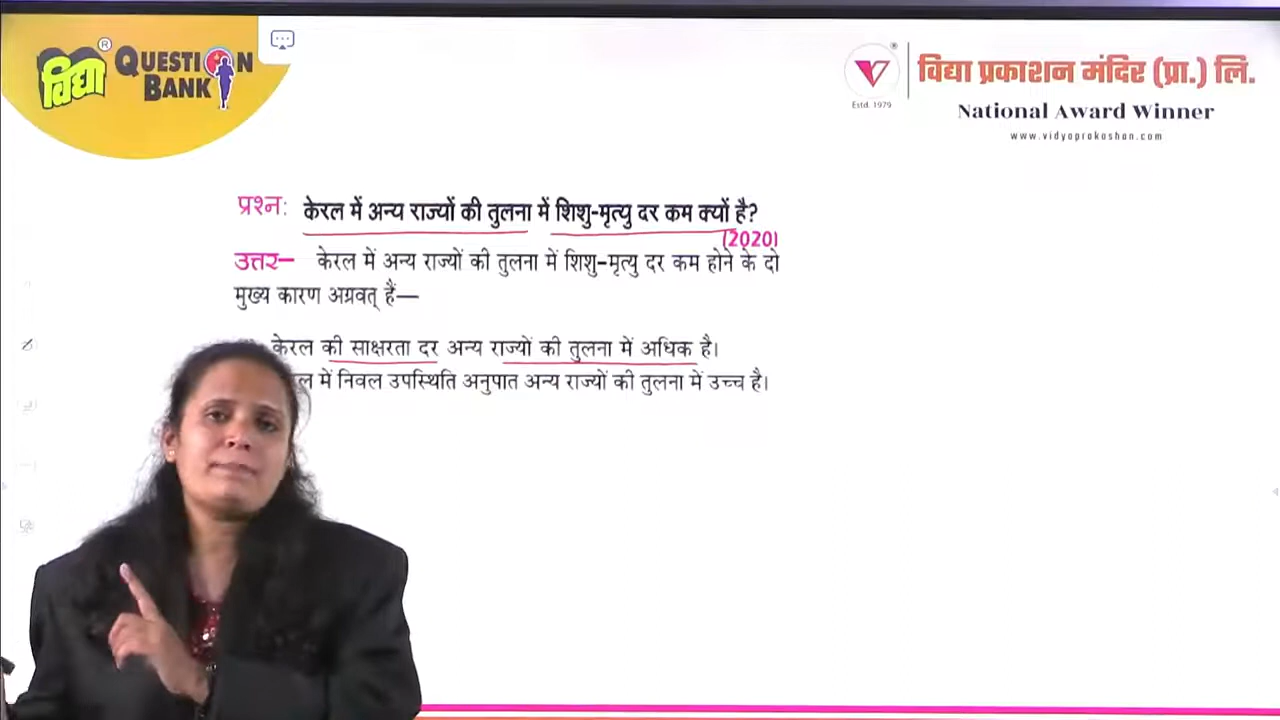 विद्या
®
QUESTION
BANK
®
Estd. 1979
विद्या प्रकाशन मंदिर (प्रा.) लि.
National Award Winner
www.vidyaprakashan.com
प्रश्न: केरल में अन्य राज्यों की तुलना में शिशु-मृत्यु दर कम क्यों है?
(2020)
उत्तर– केरल में अन्य राज्यों की तुलना में शिशु-मृत्यु दर कम होने के दो
मुख्य कारण अग्रवत् हैं—
केरल की साक्षरता दर अन्य राज्यों की तुलना में अधिक है।
में निवल उपस्थिति अनुपात अन्य राज्यों की तुलना में उच्च है।